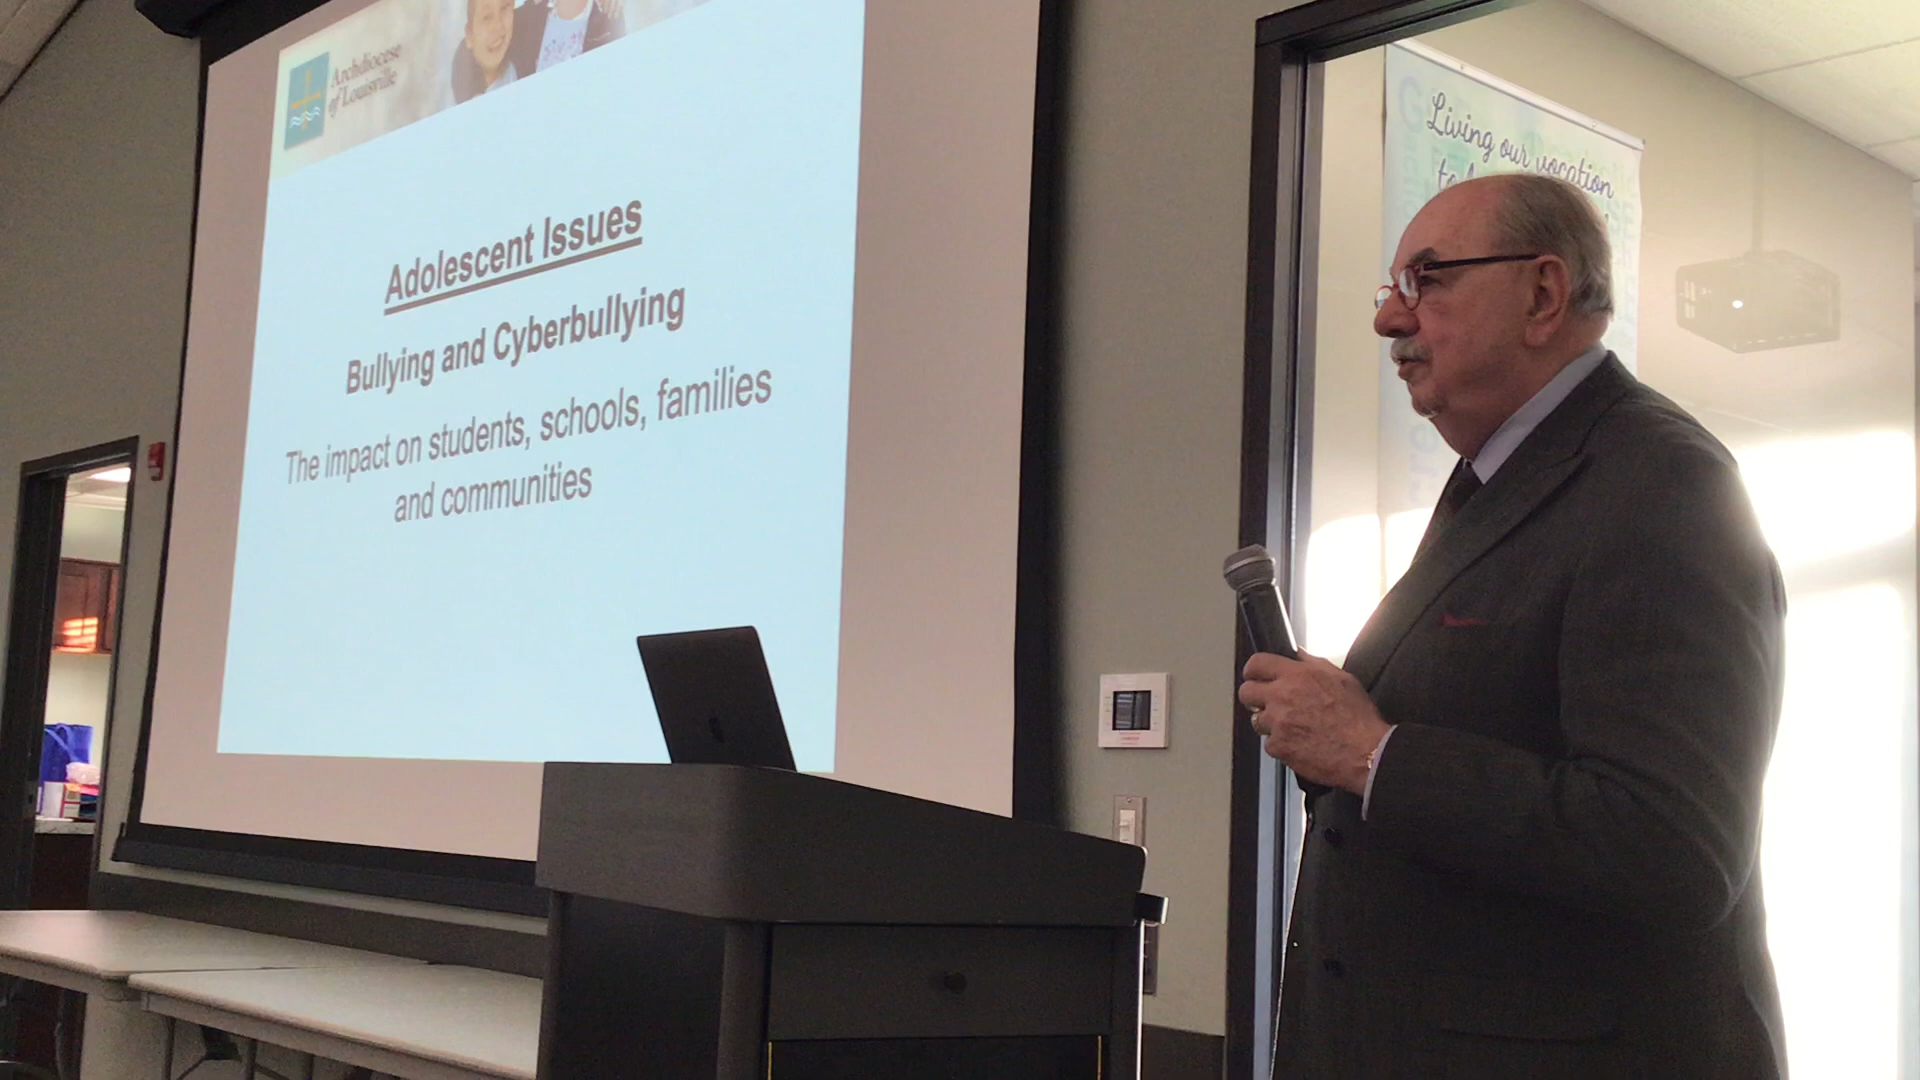 Archdiocese
of Louisville
Adolescent Issues
Bullying and Cyberbullying
The impact on students, schools, families
and communities
Living our vocation
to